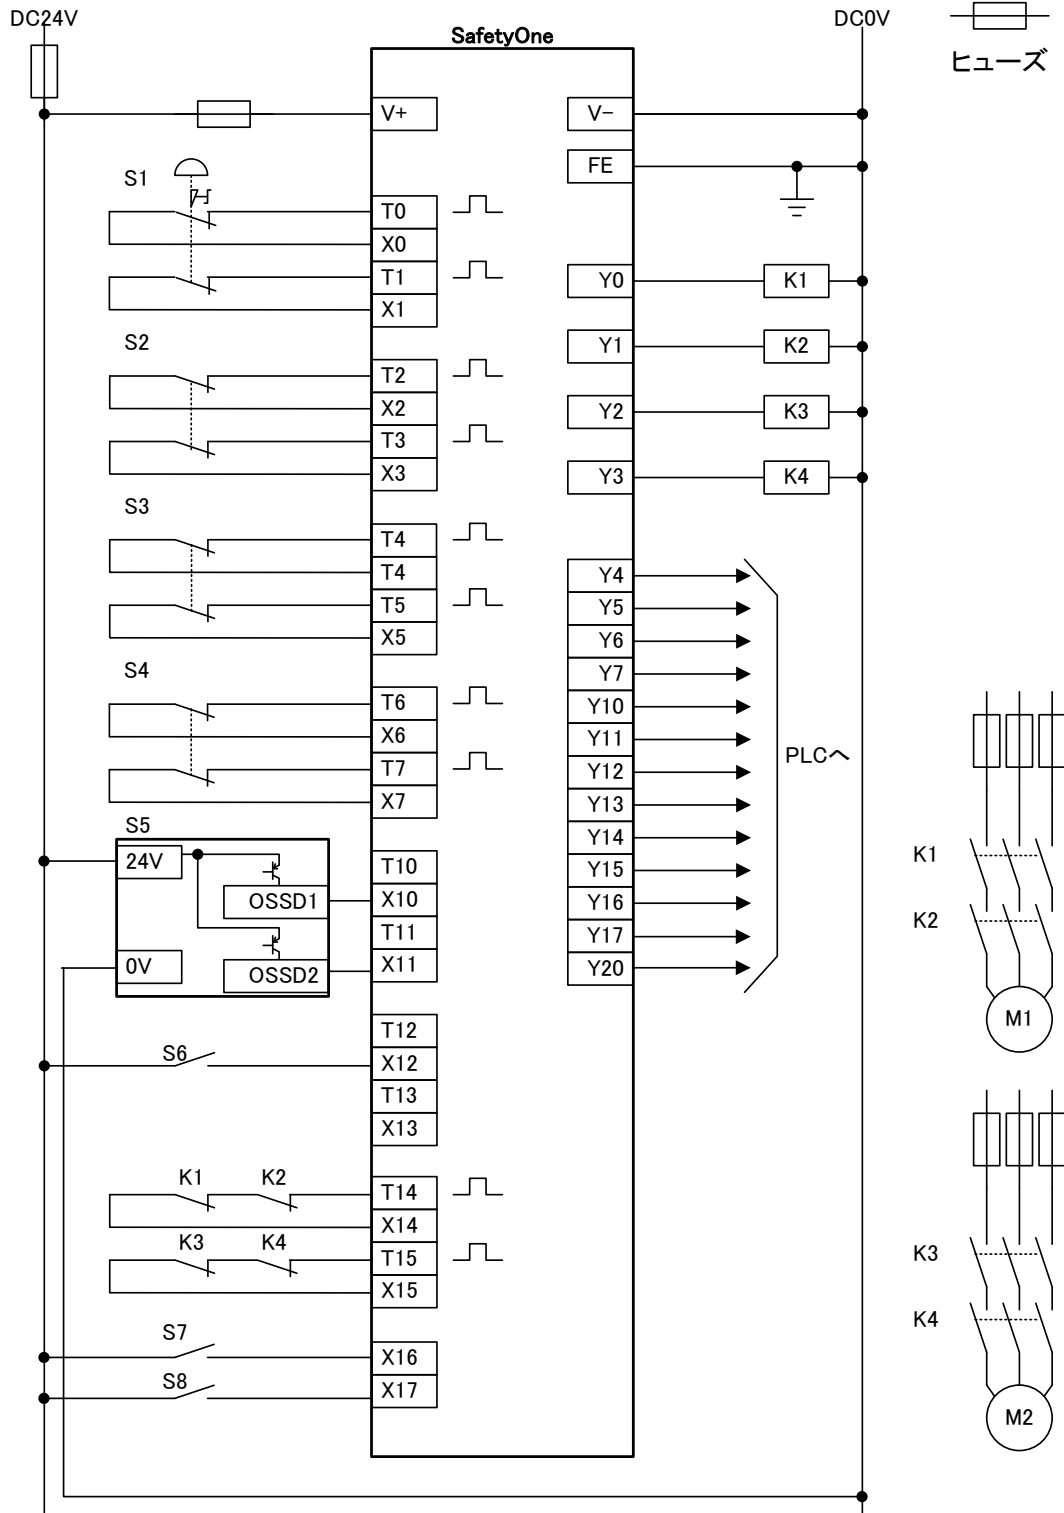 DC24V
DC0V
SafetyOne
ヒューズ
V+
V-
FE
S1
T0
X0
T1
X1
Y0
K1
S2
Y1
K2
T2
X2
Y2
K3
T3
X3
Y3
K4
S3
T4
T4
T5
X5
Y4
Y5
Y6
Y7
Y10
Y11
Y12
Y13
Y14
Y15
Y16
Y17
Y20
PLCへ
S4
T6
X6
T7
X7
S5
24V
OSSD1
0V
OSSD2
T10
X10
T11
X11
K1
K2
M1
S6
T12
X12
T13
X13
K1
K2
T14
X14
K3
K4
T15
X15
S7
X16
S8
X17
K3
K4
M2